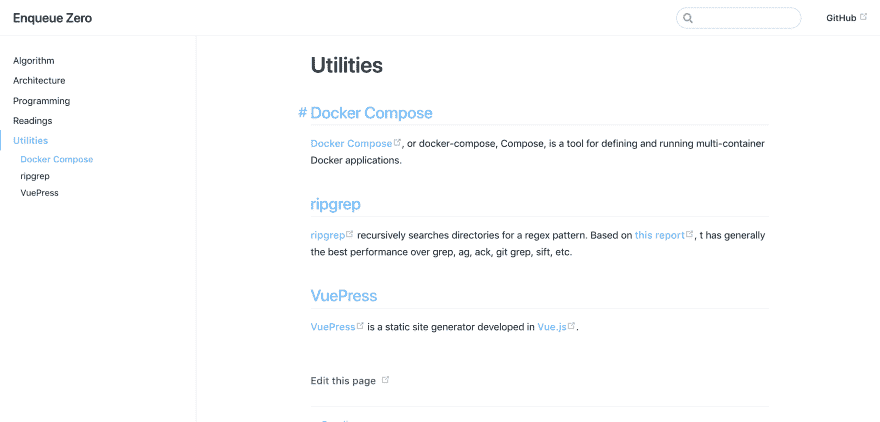 Enqueue Zero
GitHub
Algorithm
Architecture
Programming
Readings
Utilities
Docker Compose
ripgrep
VuePress
Utilities
# Docker Compose
Docker Compose, or docker-compose, Compose, is a tool for defining and running multi-container
Docker applications.
ripgrep
ripgrep recursively searches directories for a regex pattern. Based on this report, t has generally
the best performance over grep, ag, ack, git grep, sift, etc.
VuePress
VuePress is a static site generator developed in Vue.js.
Edit this page